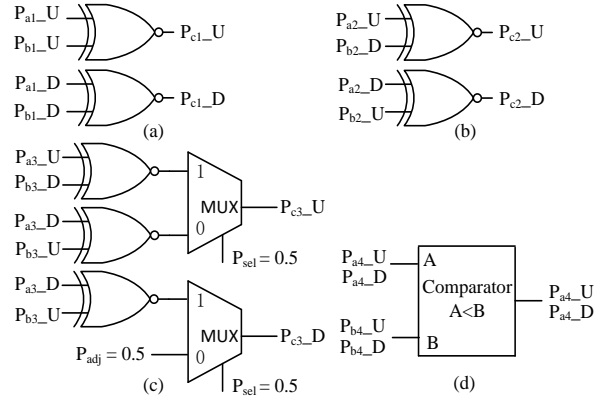 Pa1_U
Pb1_U
Pc1_U
Pa1_D
Pb1_D
Pc1_D
(a)
Pa2_U
Pb2_D
Pc2_U
Pa2_D
Pb2_U
Pc2_D
(b)
Pa3_U
Pb3_D
Pa3_D
Pb3_U
1
0
MUX
Pc3_U
Psel = 0.5
Pa3_D
Pb3_U
Padj = 0.5
1
0
MUX
Pc3_D
Psel = 0.5
(c)
Pa4_U
Pa4_D
Pb4_U
Pb4_D
A
Comparator
A<B
B
Pa4_U
Pa4_D
(d)